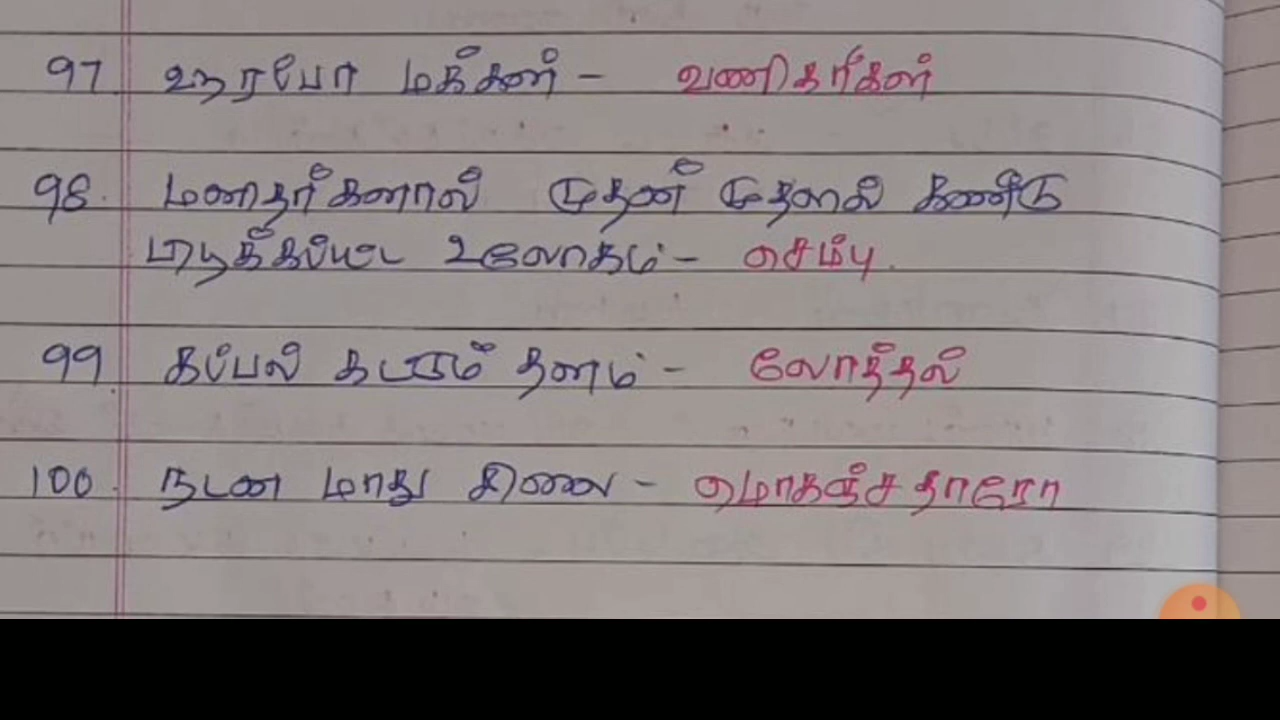 97. ஹரப்பா மக்கள் - வணிகர்கள்
98. மனிதர்களால் முதன் முதலில் கண்டு
பிடிக்கப்பட்ட உலோகம் - செம்பு.
99. கப்பல் கட்டும் தளம் - லோத்தல்
100. நடன மாது சிலை - மொகஞ்சதாரோ